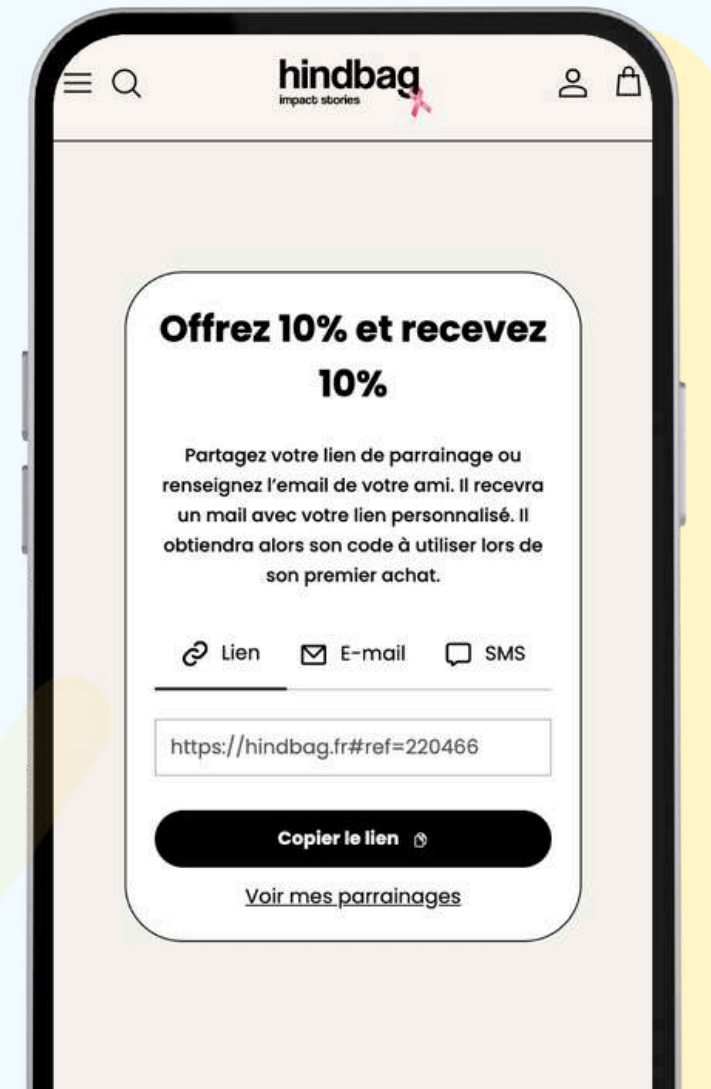 hindbag
impact stories
Offrez 10% et recevez
10%
Partagez votre lien de parrainage ou
renseignez l'email de votre ami. Il recevra
un mail avec votre lien personnalisé. Il
obtiendra alors son code à utiliser lors de
son premier achat.
Lien E-mail SMS
https://hindbag.fr#ref=220466
Copier le lien
Voir mes parrainages